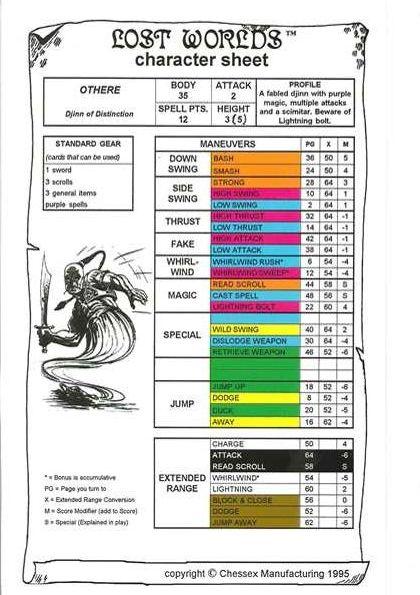 LOST WORLDS™
character sheet
OTHERE
Djinn of Distinction
BODY
35
ATTACK
2
SPELL PTS.
12
HEIGHT
3(5)
PROFILE
A fabled djinn with purple
magic, multiple attacks
and a scimitar. Beware of
Lightning bolt.
STANDARD GEAR
(cards that can be used)
1 sword
3 scrolls
3 general items
purple spells
MANEUVERS PG X M
DOWN SWING
BASH 36 50 5
SMASH 24 50 4
SIDE SWING
STRONG 28 64 3
HIGH SWING 10 64 1
LOW SWING 2 64 1
THRUST
HIGH THRUST 32 64 -1
LOW THRUST 14 64 -1
FAKE
HIGH ATTACK 42 64 -1
LOW ATTACK 38 64 -1
WHIRL-WIND
WHIRLWIND RUSH* 6 54 -4
WHIRLWIND SWEEP* 12 54 -4
MAGIC
READ SCROLL 44 58 S
CAST SPELL 48 56 S
LIGHTNING BOLT 22 60 4
SPECIAL
WILD SWING 40 64 2
DISLODGE WEAPON 30 64 -4
RETRIEVE WEAPON 46 52 -6
JUMP
JUMP UP 18 52 -6
DODGE 8 52 -4
DUCK 20 52 -5
AWAY 16 62 -4
EXTENDED RANGE
CHARGE 50 4
ATTACK 64 -6
READ SCROLL 58 S
WHIRLWIND* 54 -5
LIGHTNING 60 2
BLOCK & CLOSE 56 0
DODGE 52 -6
JUMP AWAY 62 -6
* = Bonus is accumulative
PG = Page you turn to
X = Extended Range Conversion
M = Score Modifier (add to Score)
S = Special (Explained in play)
copyright © Chessex Manufacturing 1995